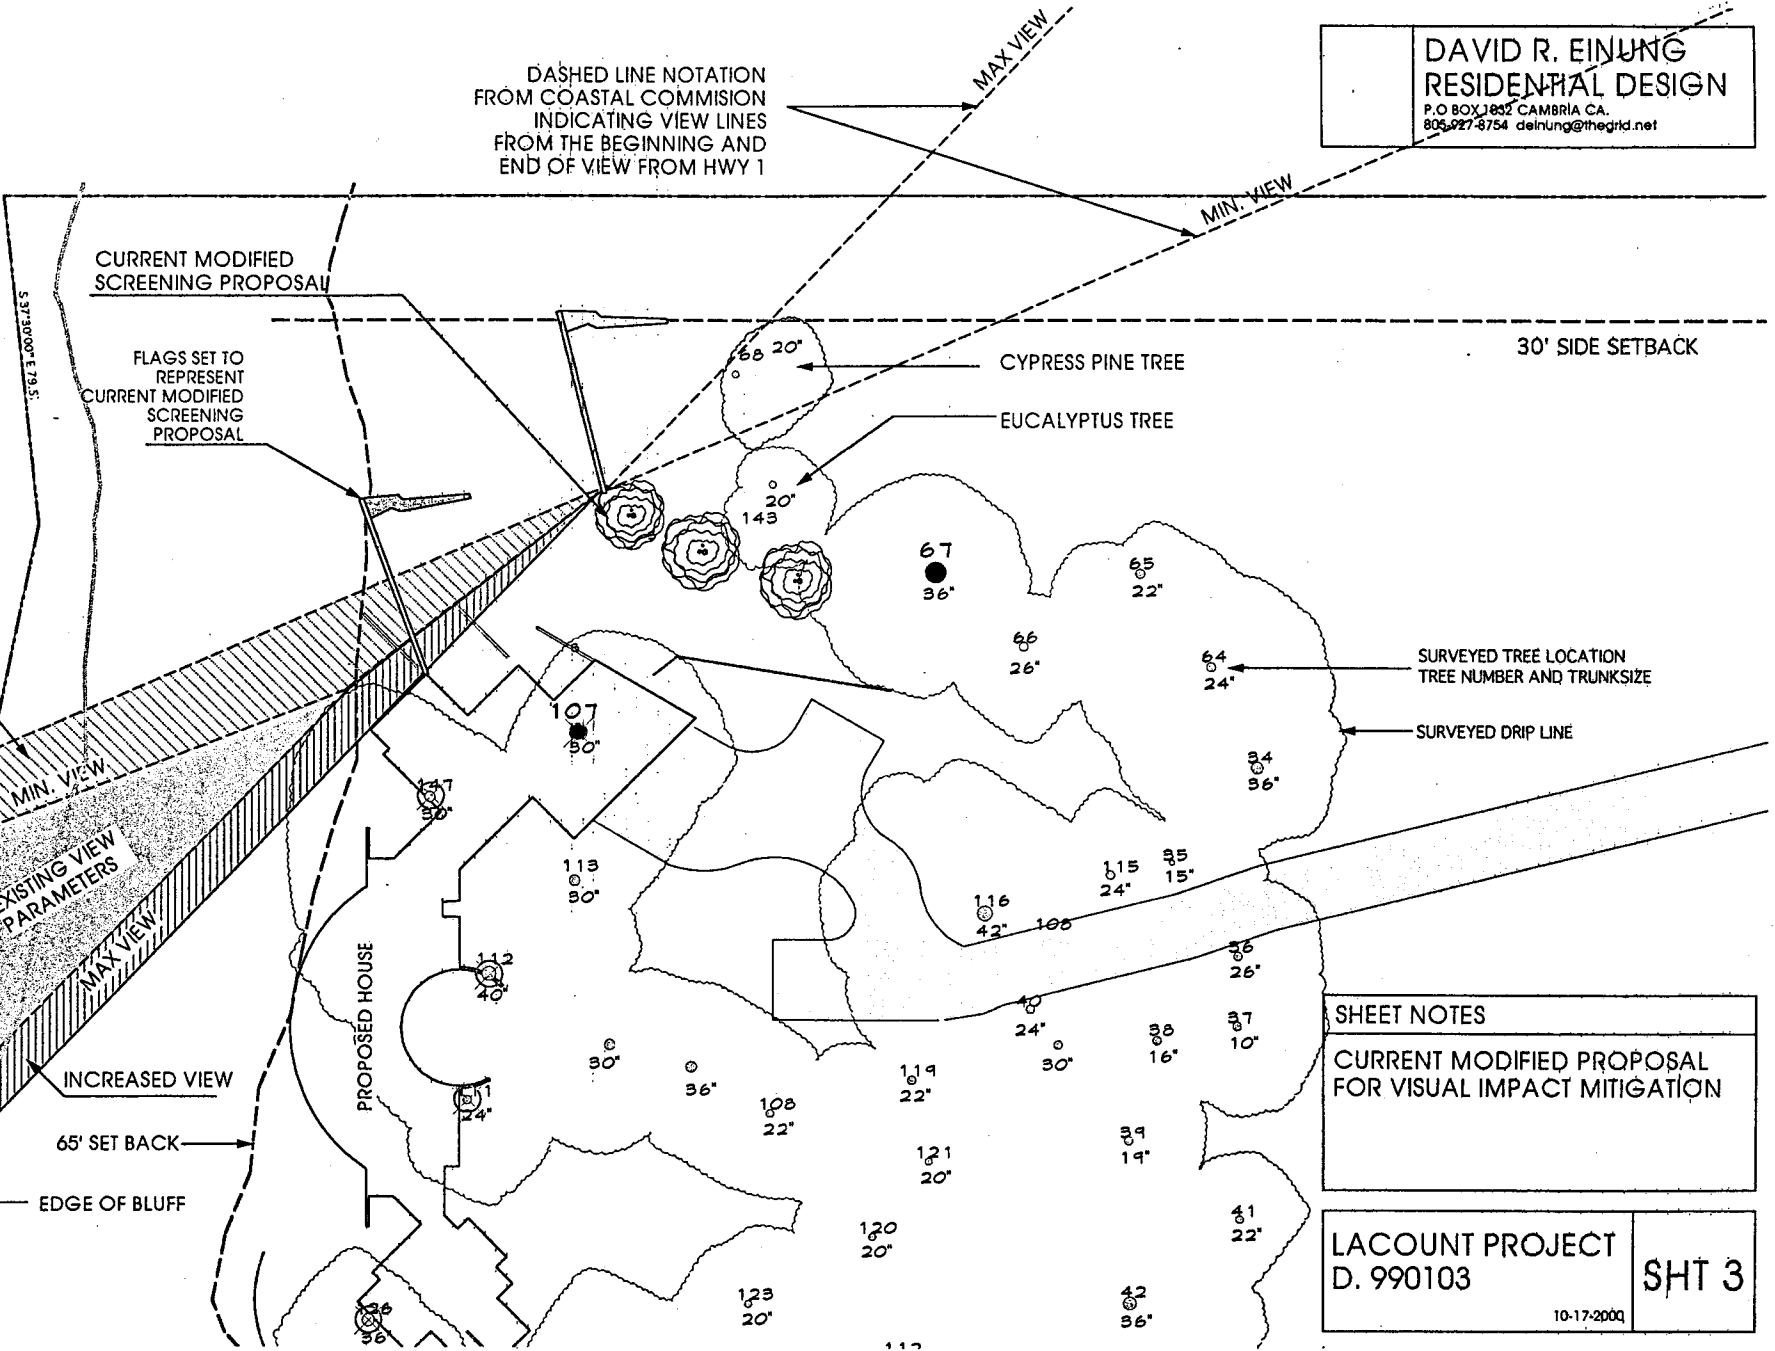 DAVID R. EINUNG
RESIDENTIAL DESIGN
P.O BOX 1832 CAMBRIA CA.
805-927-8754 deinung@thegrid.net
DASHED LINE NOTATION
FROM COASTAL COMMISION
INDICATING VIEW LINES
FROM THE BEGINNING AND
END OF VIEW FROM HWY 1
MAX VIEW
MIN. VIEW
CURRENT MODIFIED
SCREENING PROPOSAL
S 37°30'00" E 79.5'
30' SIDE SETBACK
FLAGS SET TO
REPRESENT
CURRENT MODIFIED
SCREENING
PROPOSAL
68 20"
CYPRESS PINE TREE
EUCALYPTUS TREE
20"
143
67
36"
65
22"
66
26"
64
24"
SURVEYED TREE LOCATION
TREE NUMBER AND TRUNKSIZE
SURVEYED DRIP LINE
107
30"
34
36"
MIN. VIEW
147
EXISTING VIEW
PARAMETERS
MAX VIEW
113
30"
115
24"
35
15"
116
42"
108
36
26"
112
40"
PROPOSED HOUSE
40
24"
37
10"
38
16"
30"
30"
36"
119
22"
INCREASED VIEW
111
24"
108
22"
65' SET BACK
39
19"
121
20"
EDGE OF BLUFF
41
22"
120
20"
123
20"
42
36"
126
36"
SHEET NOTES
CURRENT MODIFIED PROPOSAL
FOR VISUAL IMPACT MITIGATION
LACOUNT PROJECT
D. 990103
10-17-2000
SHT 3